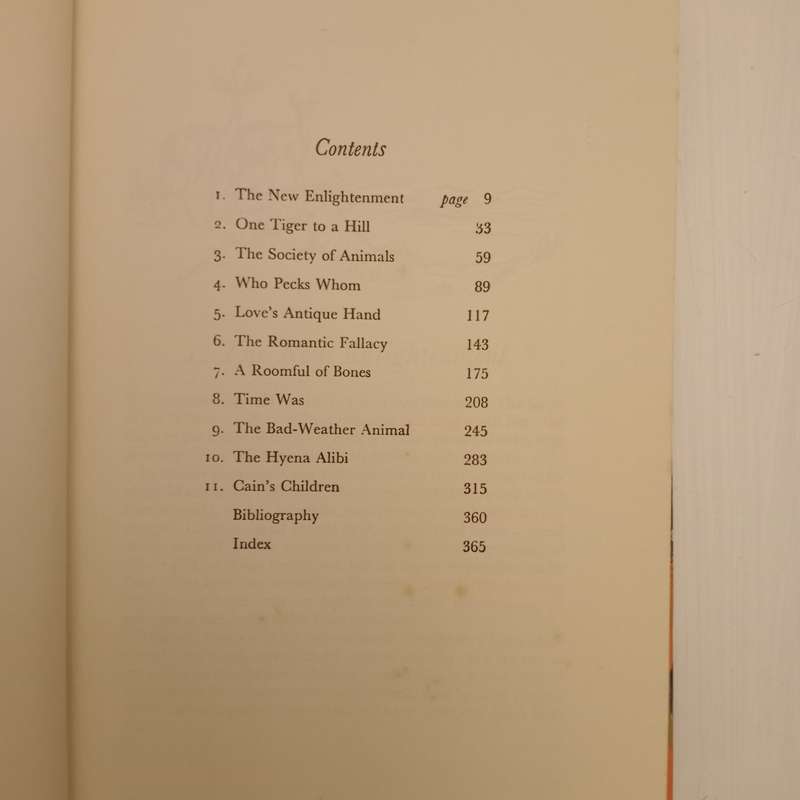 Contents
1. The New Enlightenment page 9
2. One Tiger to a Hill 33
3. The Society of Animals 59
4. Who Pecks Whom 89
5. Love's Antique Hand 117
6. The Romantic Fallacy 143
7. A Roomful of Bones 175
8. Time Was 208
9. The Bad-Weather Animal 245
10. The Hyena Alibi 283
11. Cain's Children 315
Bibliography 360
Index 365